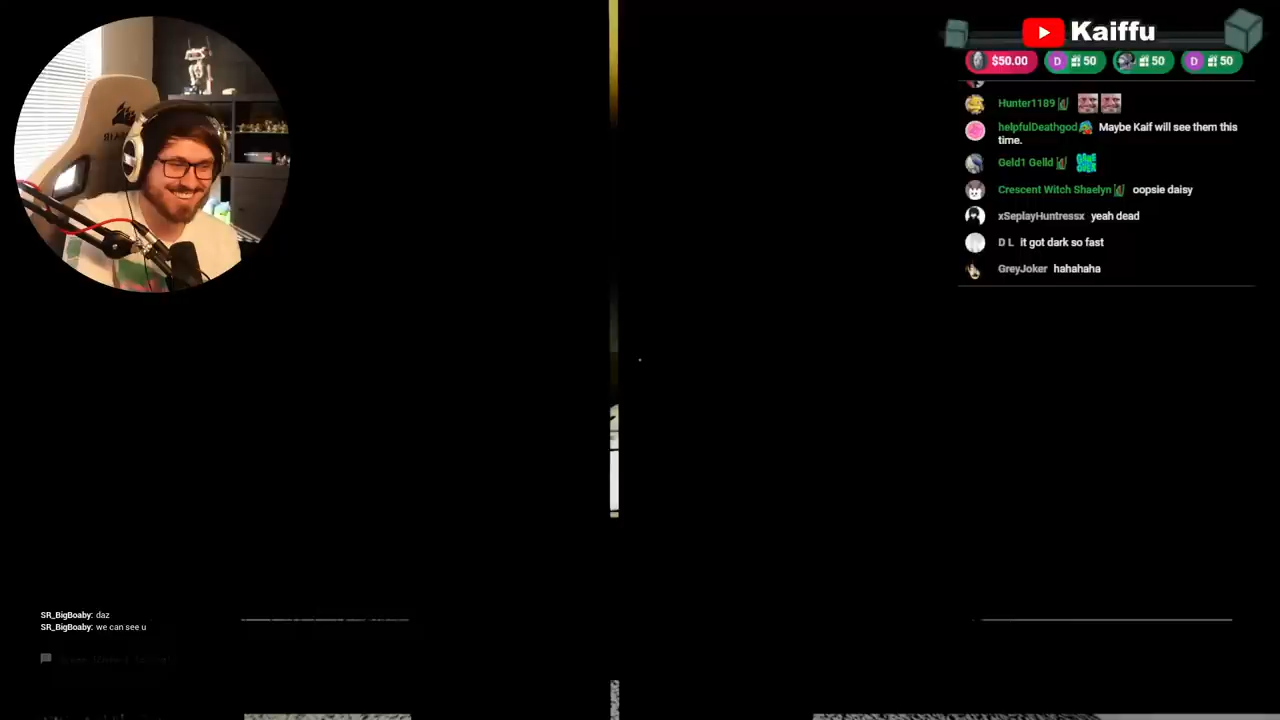 Kaiffu
$50.00
D 50
50
D 50
Hunter1189
helpfulDeathgod Maybe Kaif will see them this
time.
Geld1 Gelld GAME OVER
Crescent Witch Shaelyn oopsie daisy
xSeplayHuntressx yeah dead
D L it got dark so fast
GreyJoker hahahaha
SR_BigBoaby: daz
SR_BigBoaby: we can see u